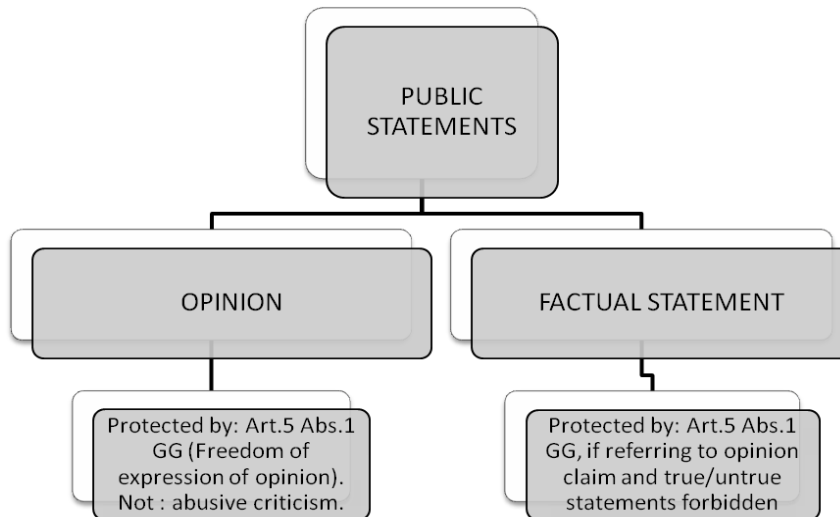 PUBLIC
STATEMENTS
OPINION
FACTUAL STATEMENT
Protected by: Art.5 Abs.1
GG (Freedom of
expression of opinion).
Not : abusive criticism.
Protected by: Art.5 Abs.1
GG, if referring to opinion
claim and true/untrue
statements forbidden